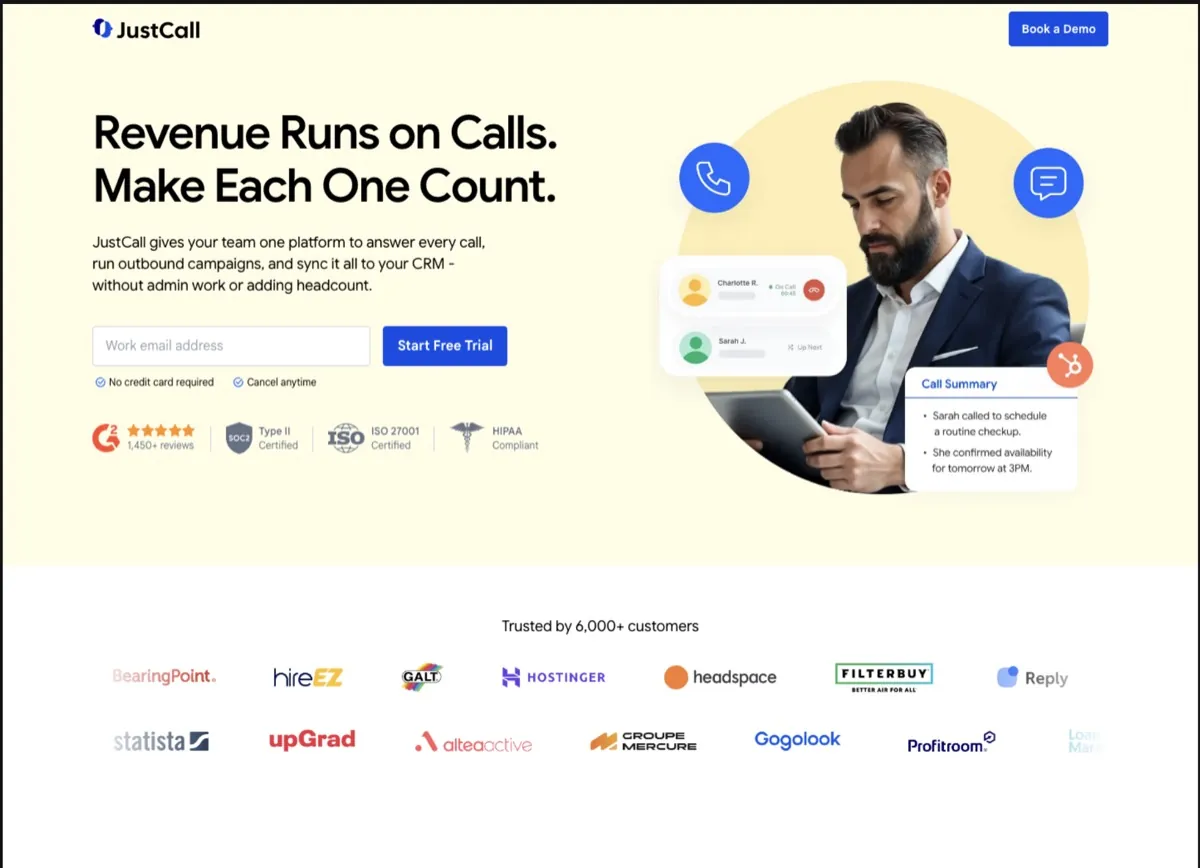 JustCall
Book a Demo
Revenue Runs on Calls.
Make Each One Count.
JustCall gives your team one platform to answer every call,
run outbound campaigns, and sync it all to your CRM -
without admin work or adding headcount.
Work email address
Start Free Trial
No credit card required
Cancel anytime
G2
1,450+ reviews
SOC2
Type II
Certified
ISO
ISO 27001
Certified
HIPAA
Compliant
Charlotte R.
On Call
Sarah J.
Up Next
Call Summary
• Sarah called to schedule
a routine checkup.
• She confirmed availability
for tomorrow at 3PM.
Trusted by 6,000+ customers
BearingPoint.
hireEZ
GALT
HOSTINGER
headspace
FILTERBUY
BETTER AIR FOR ALL
Reply
statista
upGrad
alteaactive
GROUPE
MERCURE
Gogolook
Profitroom.